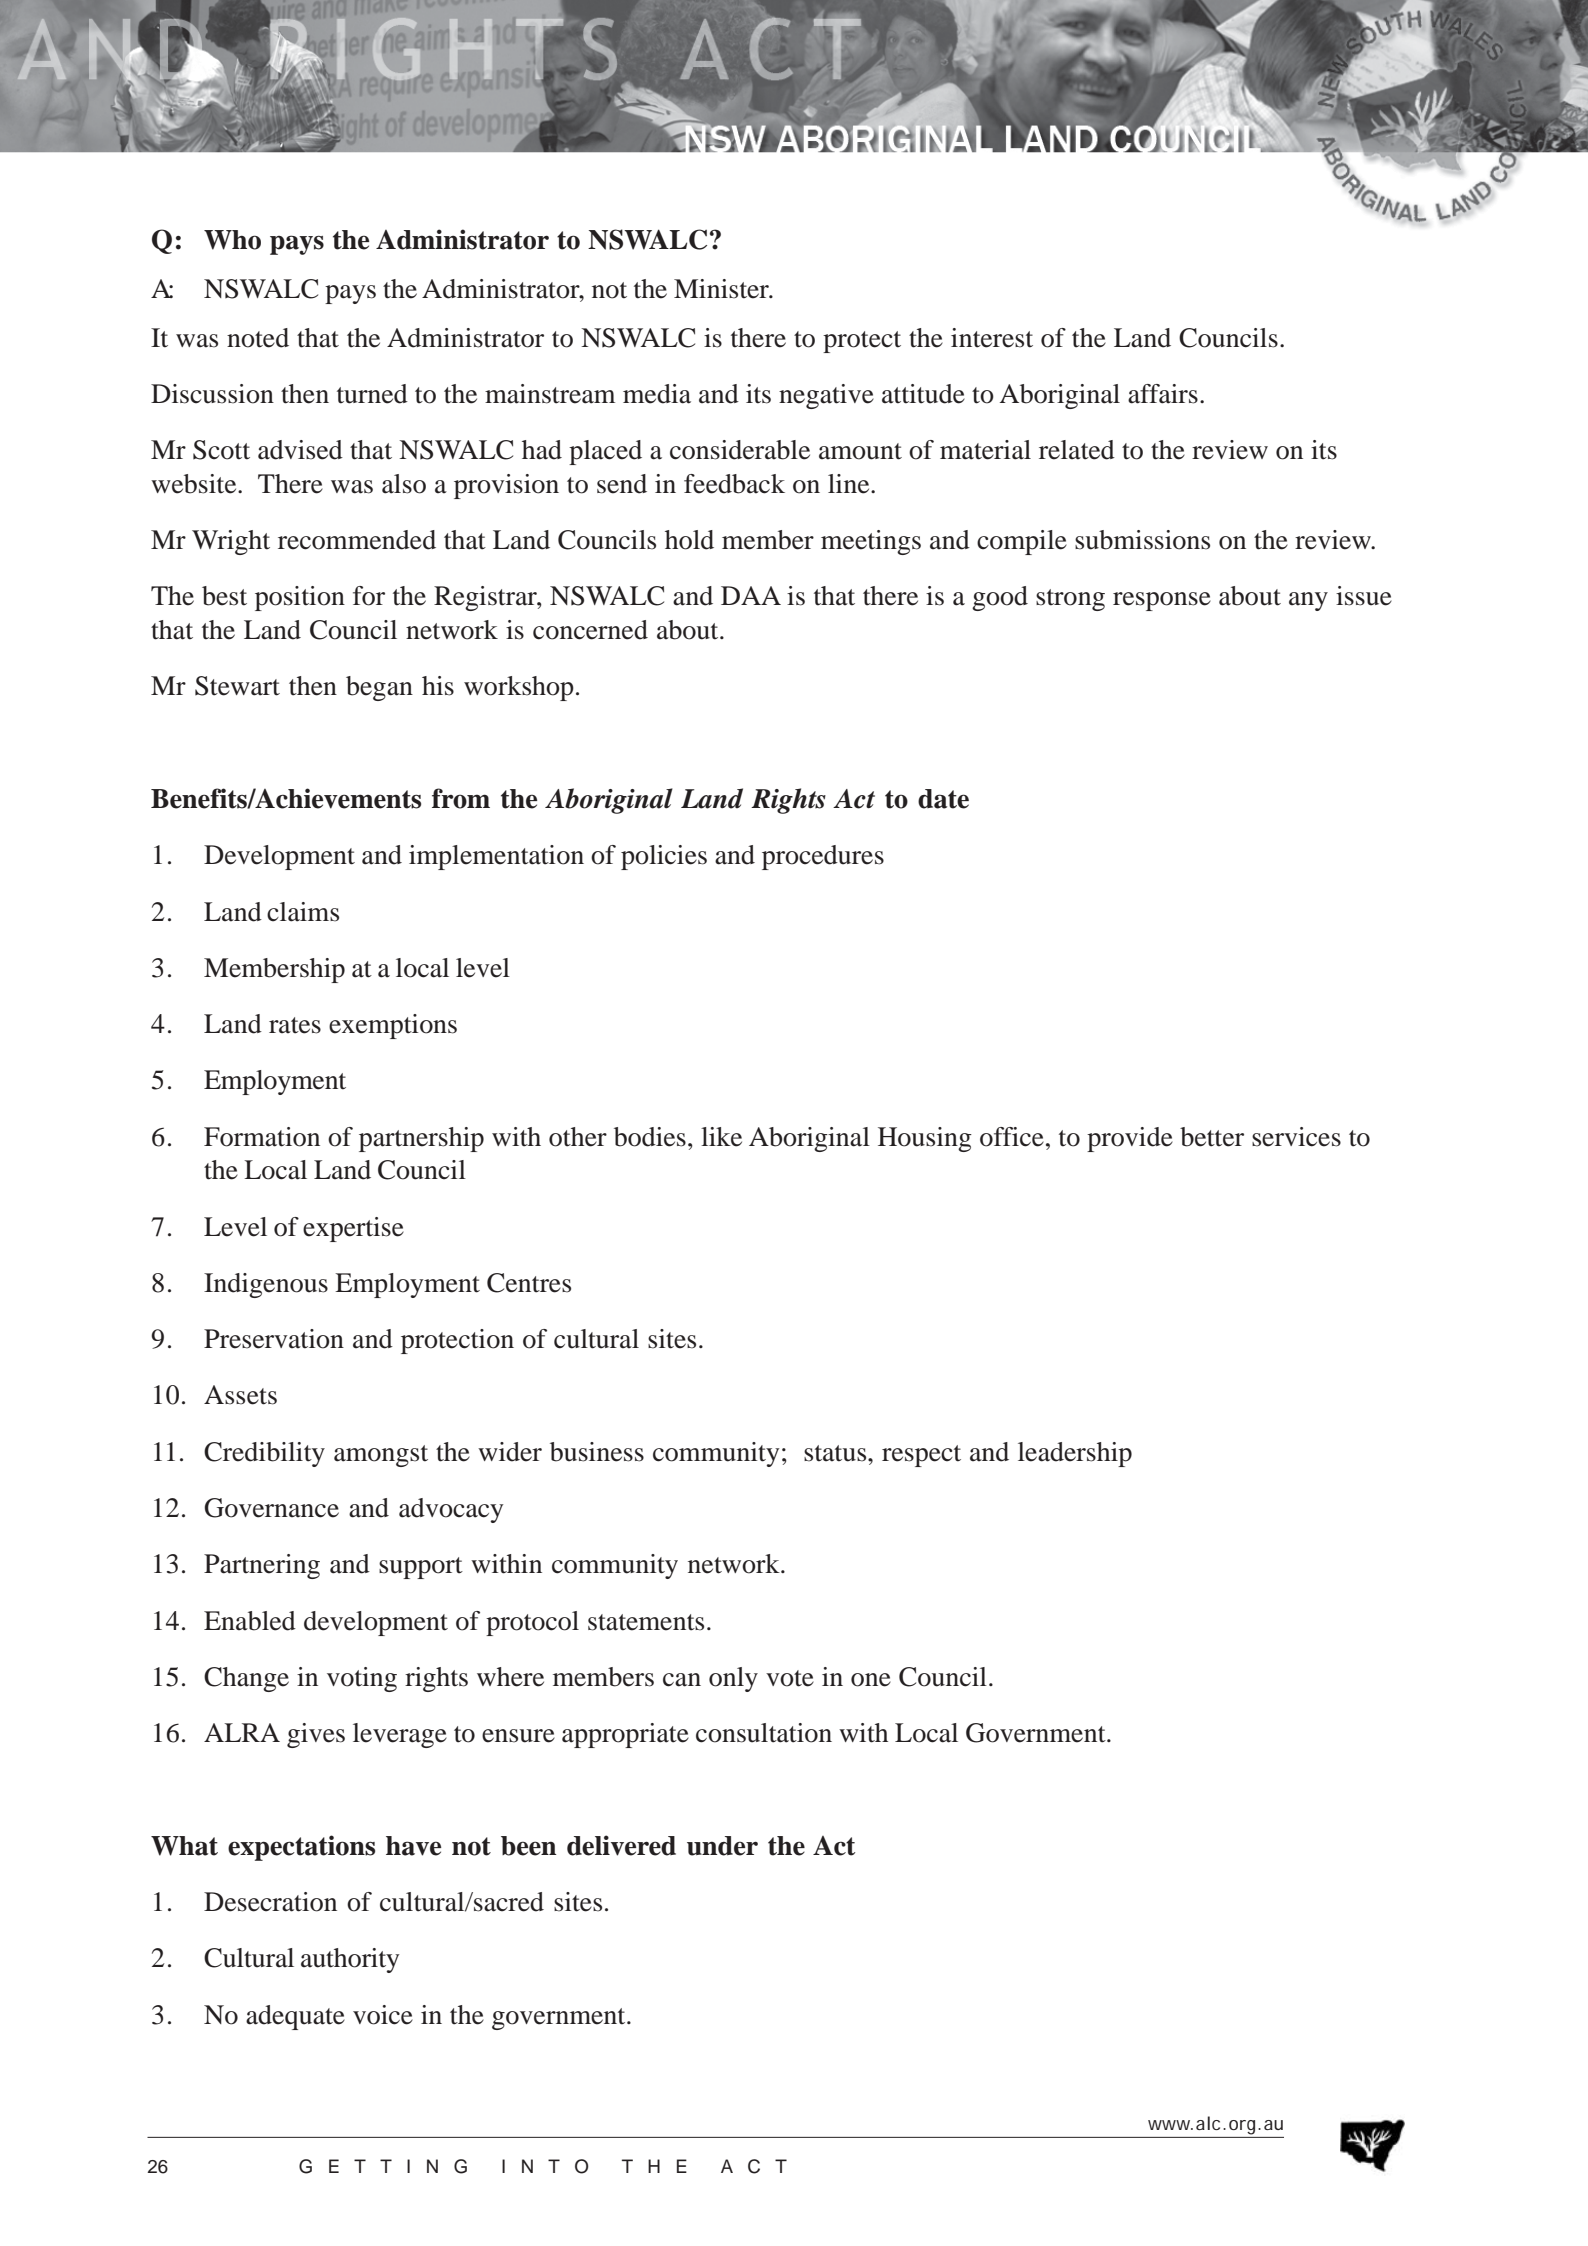 AND RIGHTS ACT
uire and make
ether the aims and
A require expansi
ight of developme
NSW ABORIGINAL LAND COUNCIL
NEW SOUTH WALES
ABORIGINAL LAND COUNCIL
Q: Who pays the Administrator to NSWALC?
A: NSWALC pays the Administrator, not the Minister.
It was noted that the Administrator to NSWALC is there to protect the interest of the Land Councils.
Discussion then turned to the mainstream media and its negative attitude to Aboriginal affairs.
Mr Scott advised that NSWALC had placed a considerable amount of material related to the review on its
website. There was also a provision to send in feedback on line.
Mr Wright recommended that Land Councils hold member meetings and compile submissions on the review.
The best position for the Registrar, NSWALC and DAA is that there is a good strong response about any issue
that the Land Council network is concerned about.
Mr Stewart then began his workshop.
Benefits/Achievements from the Aboriginal Land Rights Act to date
1. Development and implementation of policies and procedures
2. Land claims
3. Membership at a local level
4. Land rates exemptions
5. Employment
6. Formation of partnership with other bodies, like Aboriginal Housing office, to provide better services to
the Local Land Council
7. Level of expertise
8. Indigenous Employment Centres
9. Preservation and protection of cultural sites.
10. Assets
11. Credibility amongst the wider business community; status, respect and leadership
12. Governance and advocacy
13. Partnering and support within community network.
14. Enabled development of protocol statements.
15. Change in voting rights where members can only vote in one Council.
16. ALRA gives leverage to ensure appropriate consultation with Local Government.
What expectations have not been delivered under the Act
1. Desecration of cultural/sacred sites.
2. Cultural authority
3. No adequate voice in the government.
www.alc.org.au
26 GETTING INTO THE ACT